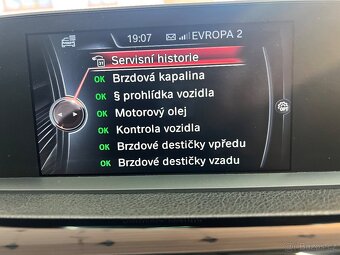 19:07 EVROPA 2
Servisní historie
OK Brzdová kapalina
OK § prohlídka vozidla
OK Motorový olej
OK Kontrola vozidla
OK Brzdové destičky vpředu
OK Brzdové destičky vzadu
OFF